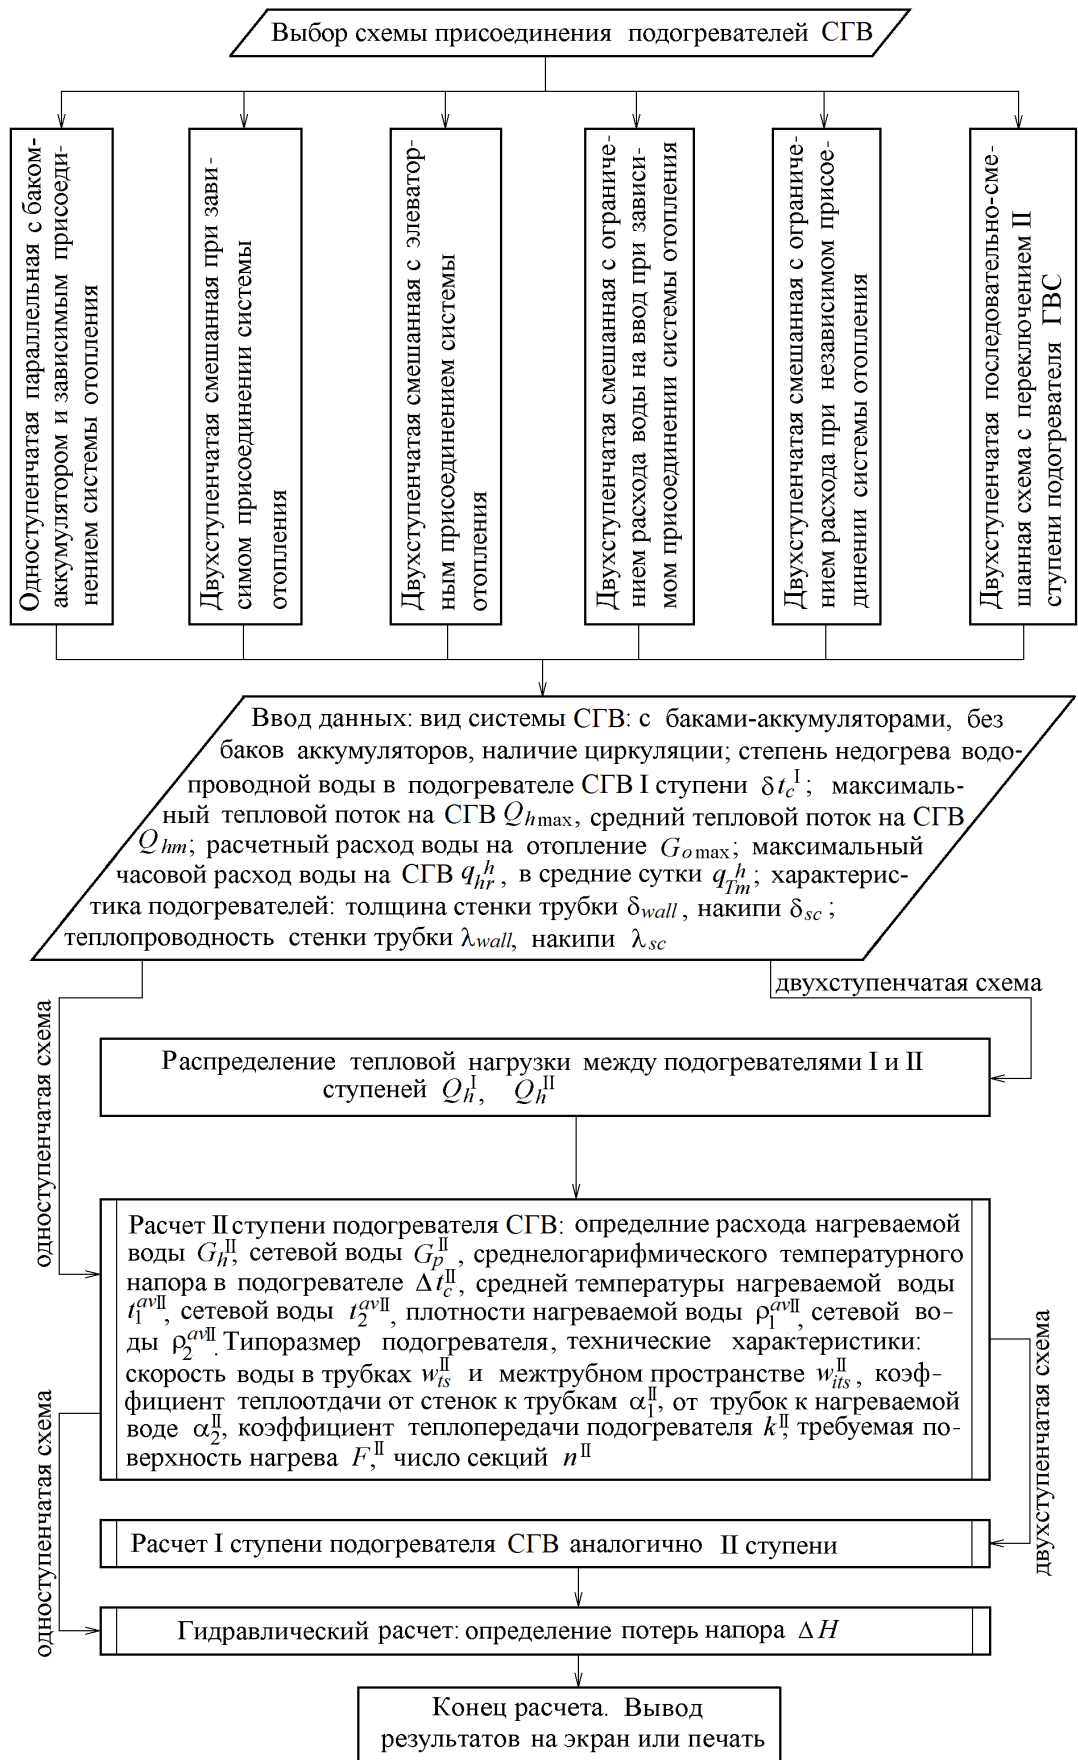 Выбор схемы присоединения подогревателей СГВ
Одноступенчатая параллельная с баком-
аккумулятором и зависимым присоеди-
нением системы отопления
Двухступенчатая смешанная при зави-
симом присоединении системы
отопления
Двухступенчатая смешанная с элеватор-
ным присоединением системы
отопления
Двухступенчатая смешанная с ограниче-
нием расхода воды на ввод при зависи-
мом присоединении системы отопления
Двухступенчатая смешанная с ограниче-
нием расхода при независимом присое-
динении системы отопления
Двухступенчатая последовательно-сме-
шанная схема с переключением II
ступени подогревателя ГВС
Ввод данных: вид системы СГВ: с баками-аккумуляторами, без
баков аккумуляторов, наличие циркуляции; степень недогрева водо-
проводной воды в подогревателе СГВ I ступени δt_c^I; максималь-
ный тепловой поток на СГВ Q_hmax, средний тепловой поток на СГВ
Q_hm; расчетный расход воды на отопление G_o max; максимальный
часовой расход воды на СГВ q_hr^h, в средние сутки q_Tm^h; характерис-
тика подогревателей: толщина стенки трубки δ_wall, накипи δ_sc;
теплопроводность стенки трубки λ_wall, накипи λ_sc
двухступенчатая схема
одноступенчатая схема
Распределение тепловой нагрузки между подогревателями I и II
ступеней Q_h^I, Q_h^II
Расчет II ступени подогревателя СГВ: определние расхода нагреваемой
воды G_h^II, сетевой воды G_p^II, среднелогарифмического температурного
напора в подогревателе Δt_c^II, средней температуры нагреваемой воды
t_1^avII, сетевой воды t_2^avII, плотности нагреваемой воды ρ_1^avII, сетевой во-
ды ρ_2^avII. Типоразмер подогревателя, технические характеристики:
скорость воды в трубках w_ts^II и межтрубном пространстве w_its^II, коэф-
фициент теплоотдачи от стенок к трубкам α_1^II, от трубок к нагреваемой
воде α_2^II, коэффициент теплопередачи подогревателя k^II, требуемая по-
верхность нагрева F,^II число секций n^II
двухступенчатая схема
одноступенчатая схема
Расчет I ступени подогревателя СГВ аналогично II ступени
Гидравлический расчет: определение потерь напора ΔH
Конец расчета. Вывод
результатов на экран или печать